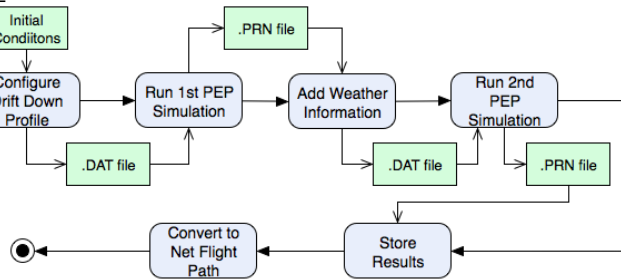 Initial
Condiitons
.PRN file
Configure
Drift Down
Profile
Run 1st PEP
Simulation
Add Weather
Information
Run 2nd
PEP
Simulation
.DAT file
.DAT file
.PRN file
Convert to
Net Flight
Path
Store
Results